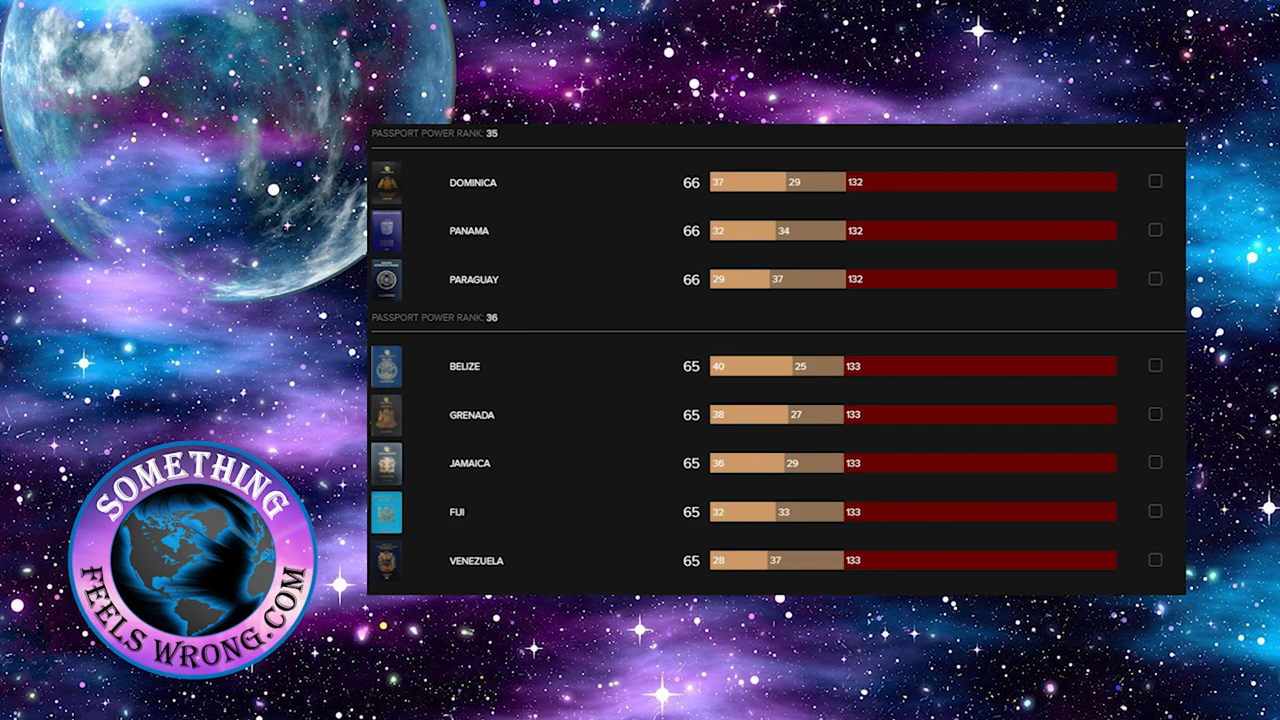 PASSPORT POWER RANK: 35
DOMINICA 66 37 29 132
PANAMA 66 32 34 132
PARAGUAY 66 29 37 132
PASSPORT POWER RANK: 36
BELIZE 65 40 25 133
GRENADA 65 38 27 133
JAMAICA 65 36 29 133
FIJI 65 32 33 133
VENEZUELA 65 28 37 133
SOMETHING
FEELS WRONG.COM